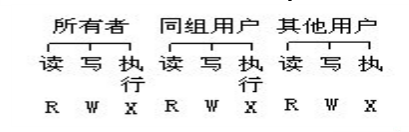 所有者 同组用户 其他用户
读 写 执行 读 写 执行 读 写 执
R W X R W X R W X